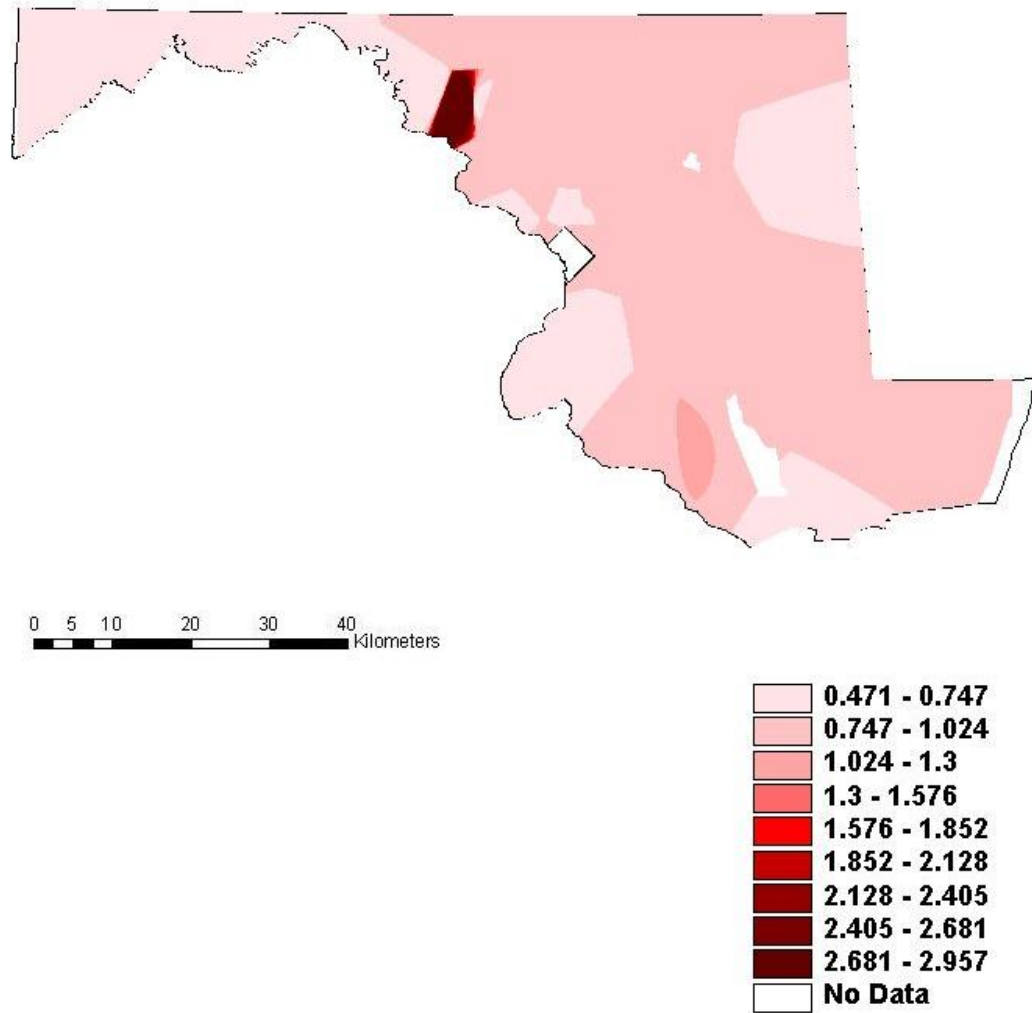 0 5 10 20 30 40
Kilometers
0.471 - 0.747
0.747 - 1.024
1.024 - 1.3
1.3 - 1.576
1.576 - 1.852
1.852 - 2.128
2.128 - 2.405
2.405 - 2.681
2.681 - 2.957
No Data